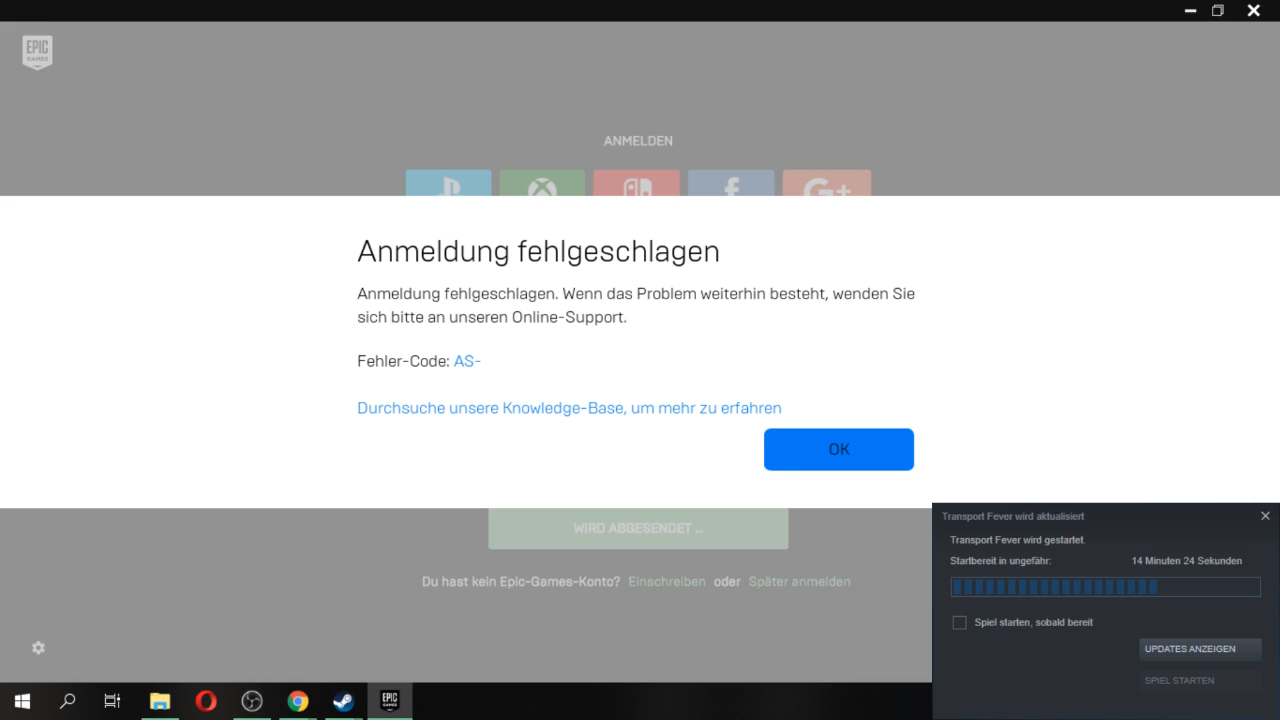 EPIC
GAMES
ANMELDEN
Anmeldung fehlgeschlagen
Anmeldung fehlgeschlagen. Wenn das Problem weiterhin besteht, wenden Sie
sich bitte an unseren Online-Support.
Fehler-Code: AS-
Durchsuche unsere Knowledge-Base, um mehr zu erfahren
OK
WIRD ABGESENDET ...
Du hast kein Epic-Games-Konto? Einschreiben oder Später anmelden
Transport Fever wird aktualisiert
Transport Fever wird gestartet.
Startbereit in ungefähr: 14 Minuten 24 Sekunden
Spiel starten, sobald bereit
UPDATES ANZEIGEN
SPIEL STARTEN
EPIC
GAMES